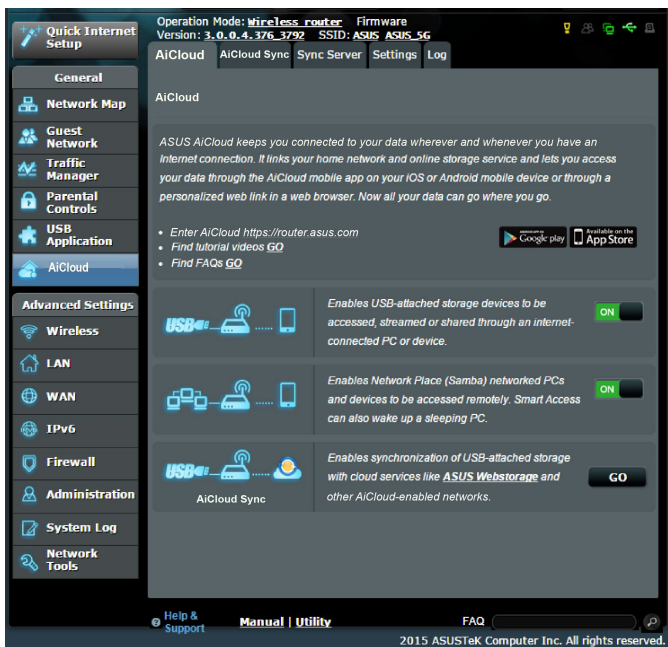 Quick Internet
Setup
Operation Mode: Wireless router Firmware
Version: 3.0.0.4.376_3792 SSID: ASUS ASUS_5G
AiCloud AiCloud Sync Sync Server Settings Log
General
Network Map
Guest
Network
Traffic
Manager
Parental
Controls
USB
Application
AiCloud
Advanced Settings
Wireless
LAN
WAN
IPv6
Firewall
Administration
System Log
Network
Tools
AiCloud
ASUS AiCloud keeps you connected to your data wherever and whenever you have an
Internet connection. It links your home network and online storage service and lets you access
your data through the AiCloud mobile app on your iOS or Android mobile device or through a
personalized web link in a web browser. Now all your data can go where you go.
• Enter AiCloud https://router.asus.com
• Find tutorial videos GO
• Find FAQs GO
Google play
Available on the
App Store
USB
Enables USB-attached storage devices to be
accessed, streamed or shared through an internet-
connected PC or device.
ON
Enables Network Place (Samba) networked PCs
and devices to be accessed remotely. Smart Access
can also wake up a sleeping PC.
ON
USB
AiCloud Sync
Enables synchronization of USB-attached storage
with cloud services like ASUS Webstorage and
other AiCloud-enabled networks.
GO
Help &
Support
Manual | Utility
FAQ
2015 ASUSTeK Computer Inc. All rights reserved.